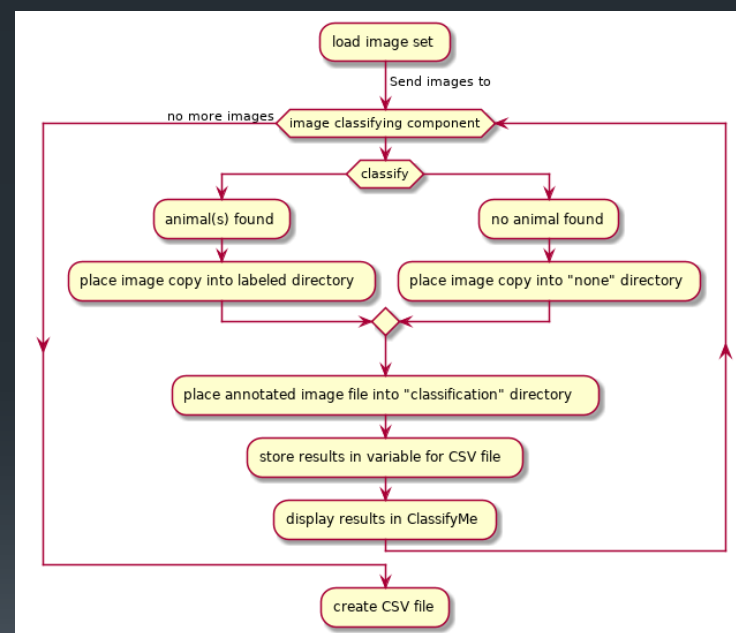 load image set
Send images to
no more images
image classifying component
classify
animal(s) found
no animal found
place image copy into labeled directory
place image copy into "none" directory
place annotated image file into "classification" directory
store results in variable for CSV file
display results in ClassifyMe
create CSV file